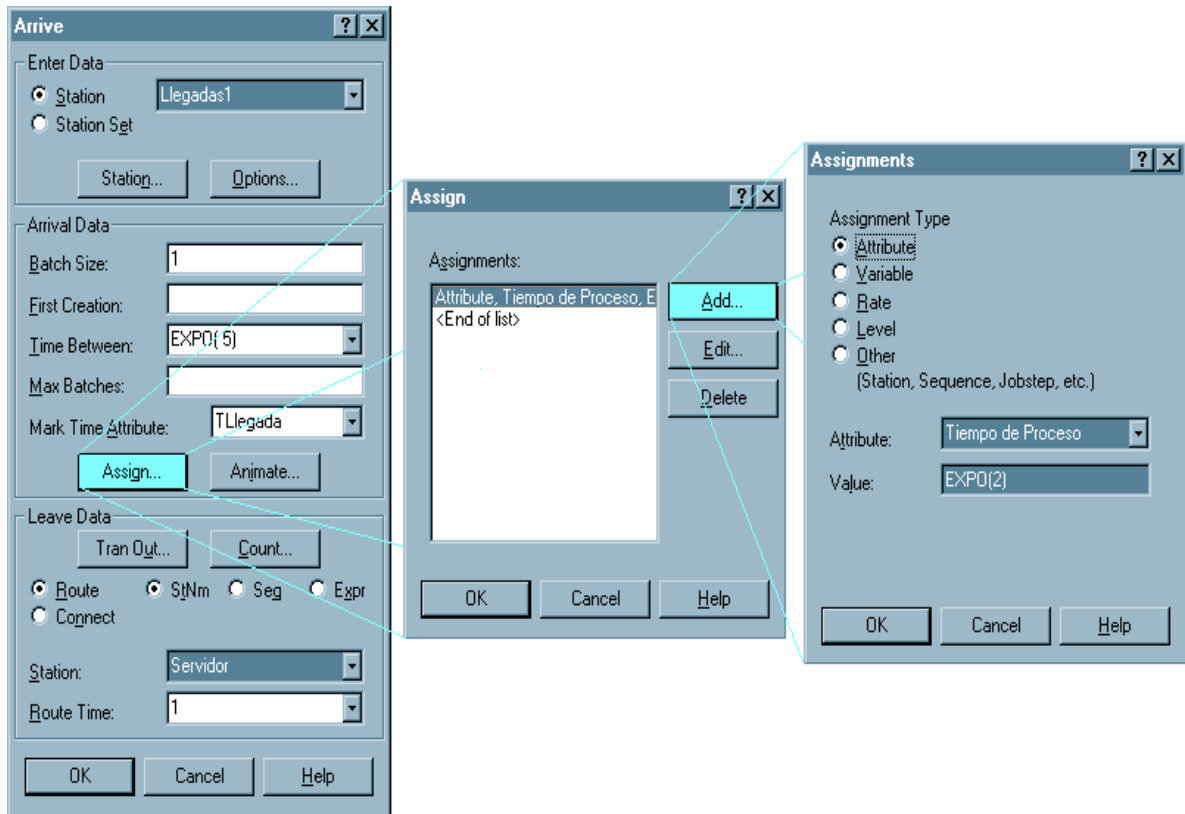 Arrive
Enter Data
Station Llegadas1
Station Set
Station... Options...
Arrival Data
Batch Size: 1
First Creation:
Time Between: EXPO( 5)
Max Batches:
Mark Time Attribute: TLlegada
Assign... Animate...
Leave Data
Tran Out... Count...
Route StNm Seg Expr
Connect
Station: Servidor
Route Time: 1
OK Cancel Help
Assign
Assignments:
Attribute, Tiempo de Proceso, E
<End of list>
Add...
Edit...
Delete
OK Cancel Help
Assignments
Assignment Type
Attribute
Variable
Rate
Level
Other
(Station, Sequence, Jobstep, etc.)
Attribute: Tiempo de Proceso
Value: EXPO(2)
OK Cancel Help